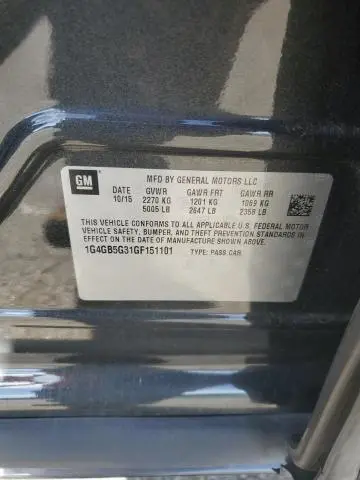 GM
MFD BY GENERAL MOTORS LLC
DATE GVWR GAWR FRT GAWR RR
10/15 2270 KG 1201 KG 1069 KG
5005 LB 2647 LB 2358 LB
THIS VEHICLE CONFORMS TO ALL APPLICABLE U.S. FEDERAL MOTOR
VEHICLE SAFETY, BUMPER, AND THEFT PREVENTION STANDARDS
IN EFFECT ON THE DATE OF MANUFACTURE SHOWN ABOVE.
1G4GB5G31GF151101 TYPE: PASS CAR